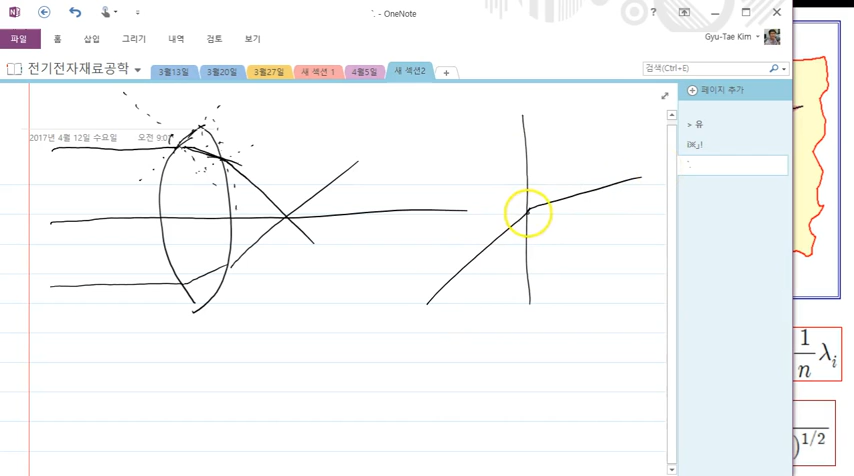 `. - OneNote
?
Gyu-Tae Kim
파일 홈 삽입 그리기 내역 검토 보기
전기전자재료공학
3월13일 3월20일 3월27일 새 섹션 1 4월5일 새 섹션2 +
검색(Ctrl+E)
페이지 추가
2017년 4월 12일 수요일 오전 9:0
> 유
`.
1/n λi
)^1/2